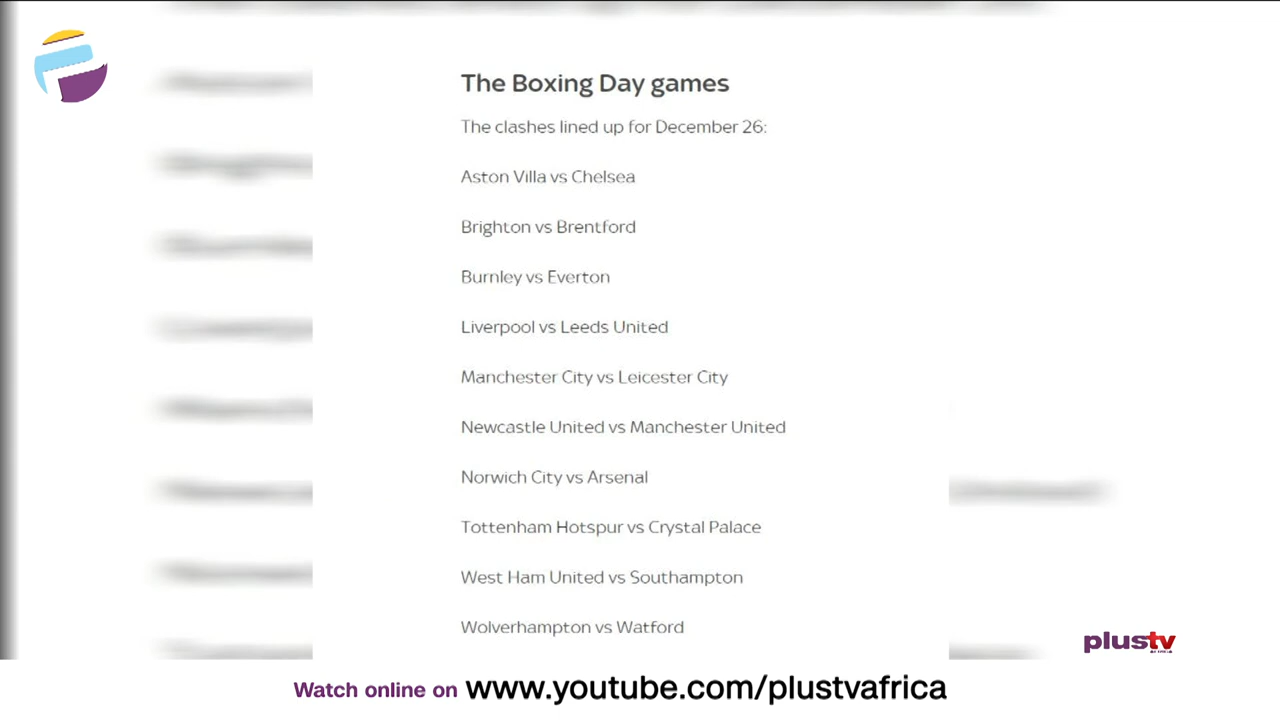 The Boxing Day games
The clashes lined up for December 26:
Aston Villa vs Chelsea
Brighton vs Brentford
Burnley vs Everton
Liverpool vs Leeds United
Manchester City vs Leicester City
Newcastle United vs Manchester United
Norwich City vs Arsenal
Tottenham Hotspur vs Crystal Palace
West Ham United vs Southampton
Wolverhampton vs Watford
plustv
Watch online on www.youtube.com/plustvafrica